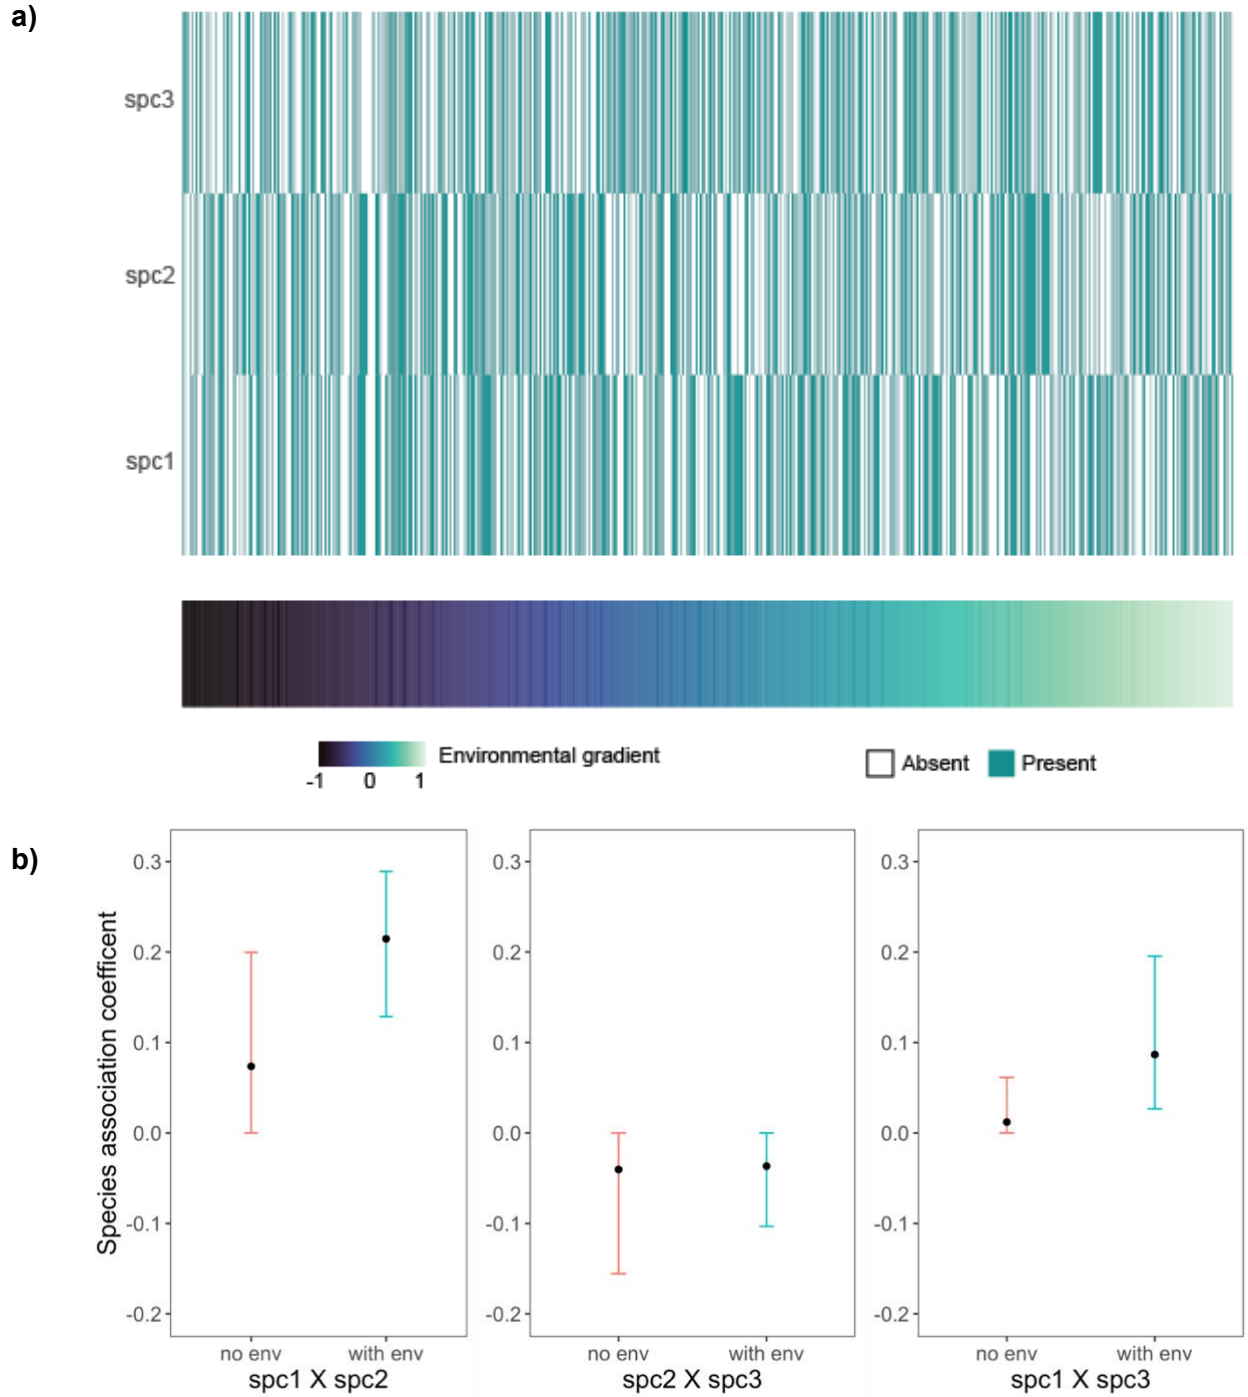 a)
spc3
spc2
spc1
-1 0 1 Environmental gradient
Absent Present
b)
Species association coefficent
0.3
0.2
0.1
0.0
-0.1
-0.2
no env with env
spc1 X spc2
0.3
0.2
0.1
0.0
-0.1
-0.2
no env with env
spc2 X spc3
0.3
0.2
0.1
0.0
-0.1
-0.2
no env with env
spc1 X spc3